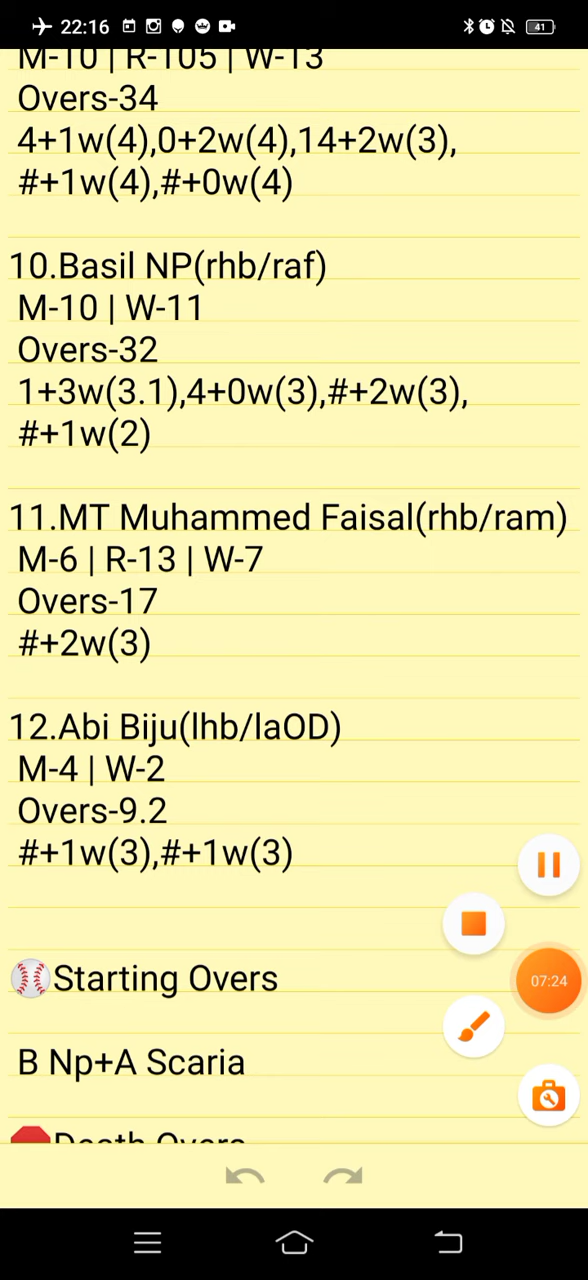 22:16
41
M-10 | R-105 | W-13
Overs-34
4+1w(4),0+2w(4),14+2w(3),
#+1w(4),#+0w(4)
10.Basil NP(rhb/raf)
M-10 | W-11
Overs-32
1+3w(3.1),4+0w(3),#+2w(3),
#+1w(2)
11.MT Muhammed Faisal(rhb/ram)
M-6 | R-13 | W-7
Overs-17
#+2w(3)
12.Abi Biju(lhb/laOD)
M-4 | W-2
Overs-9.2
#+1w(3),#+1w(3)
07:24
Starting Overs
B Np+A Scaria
Death Overs